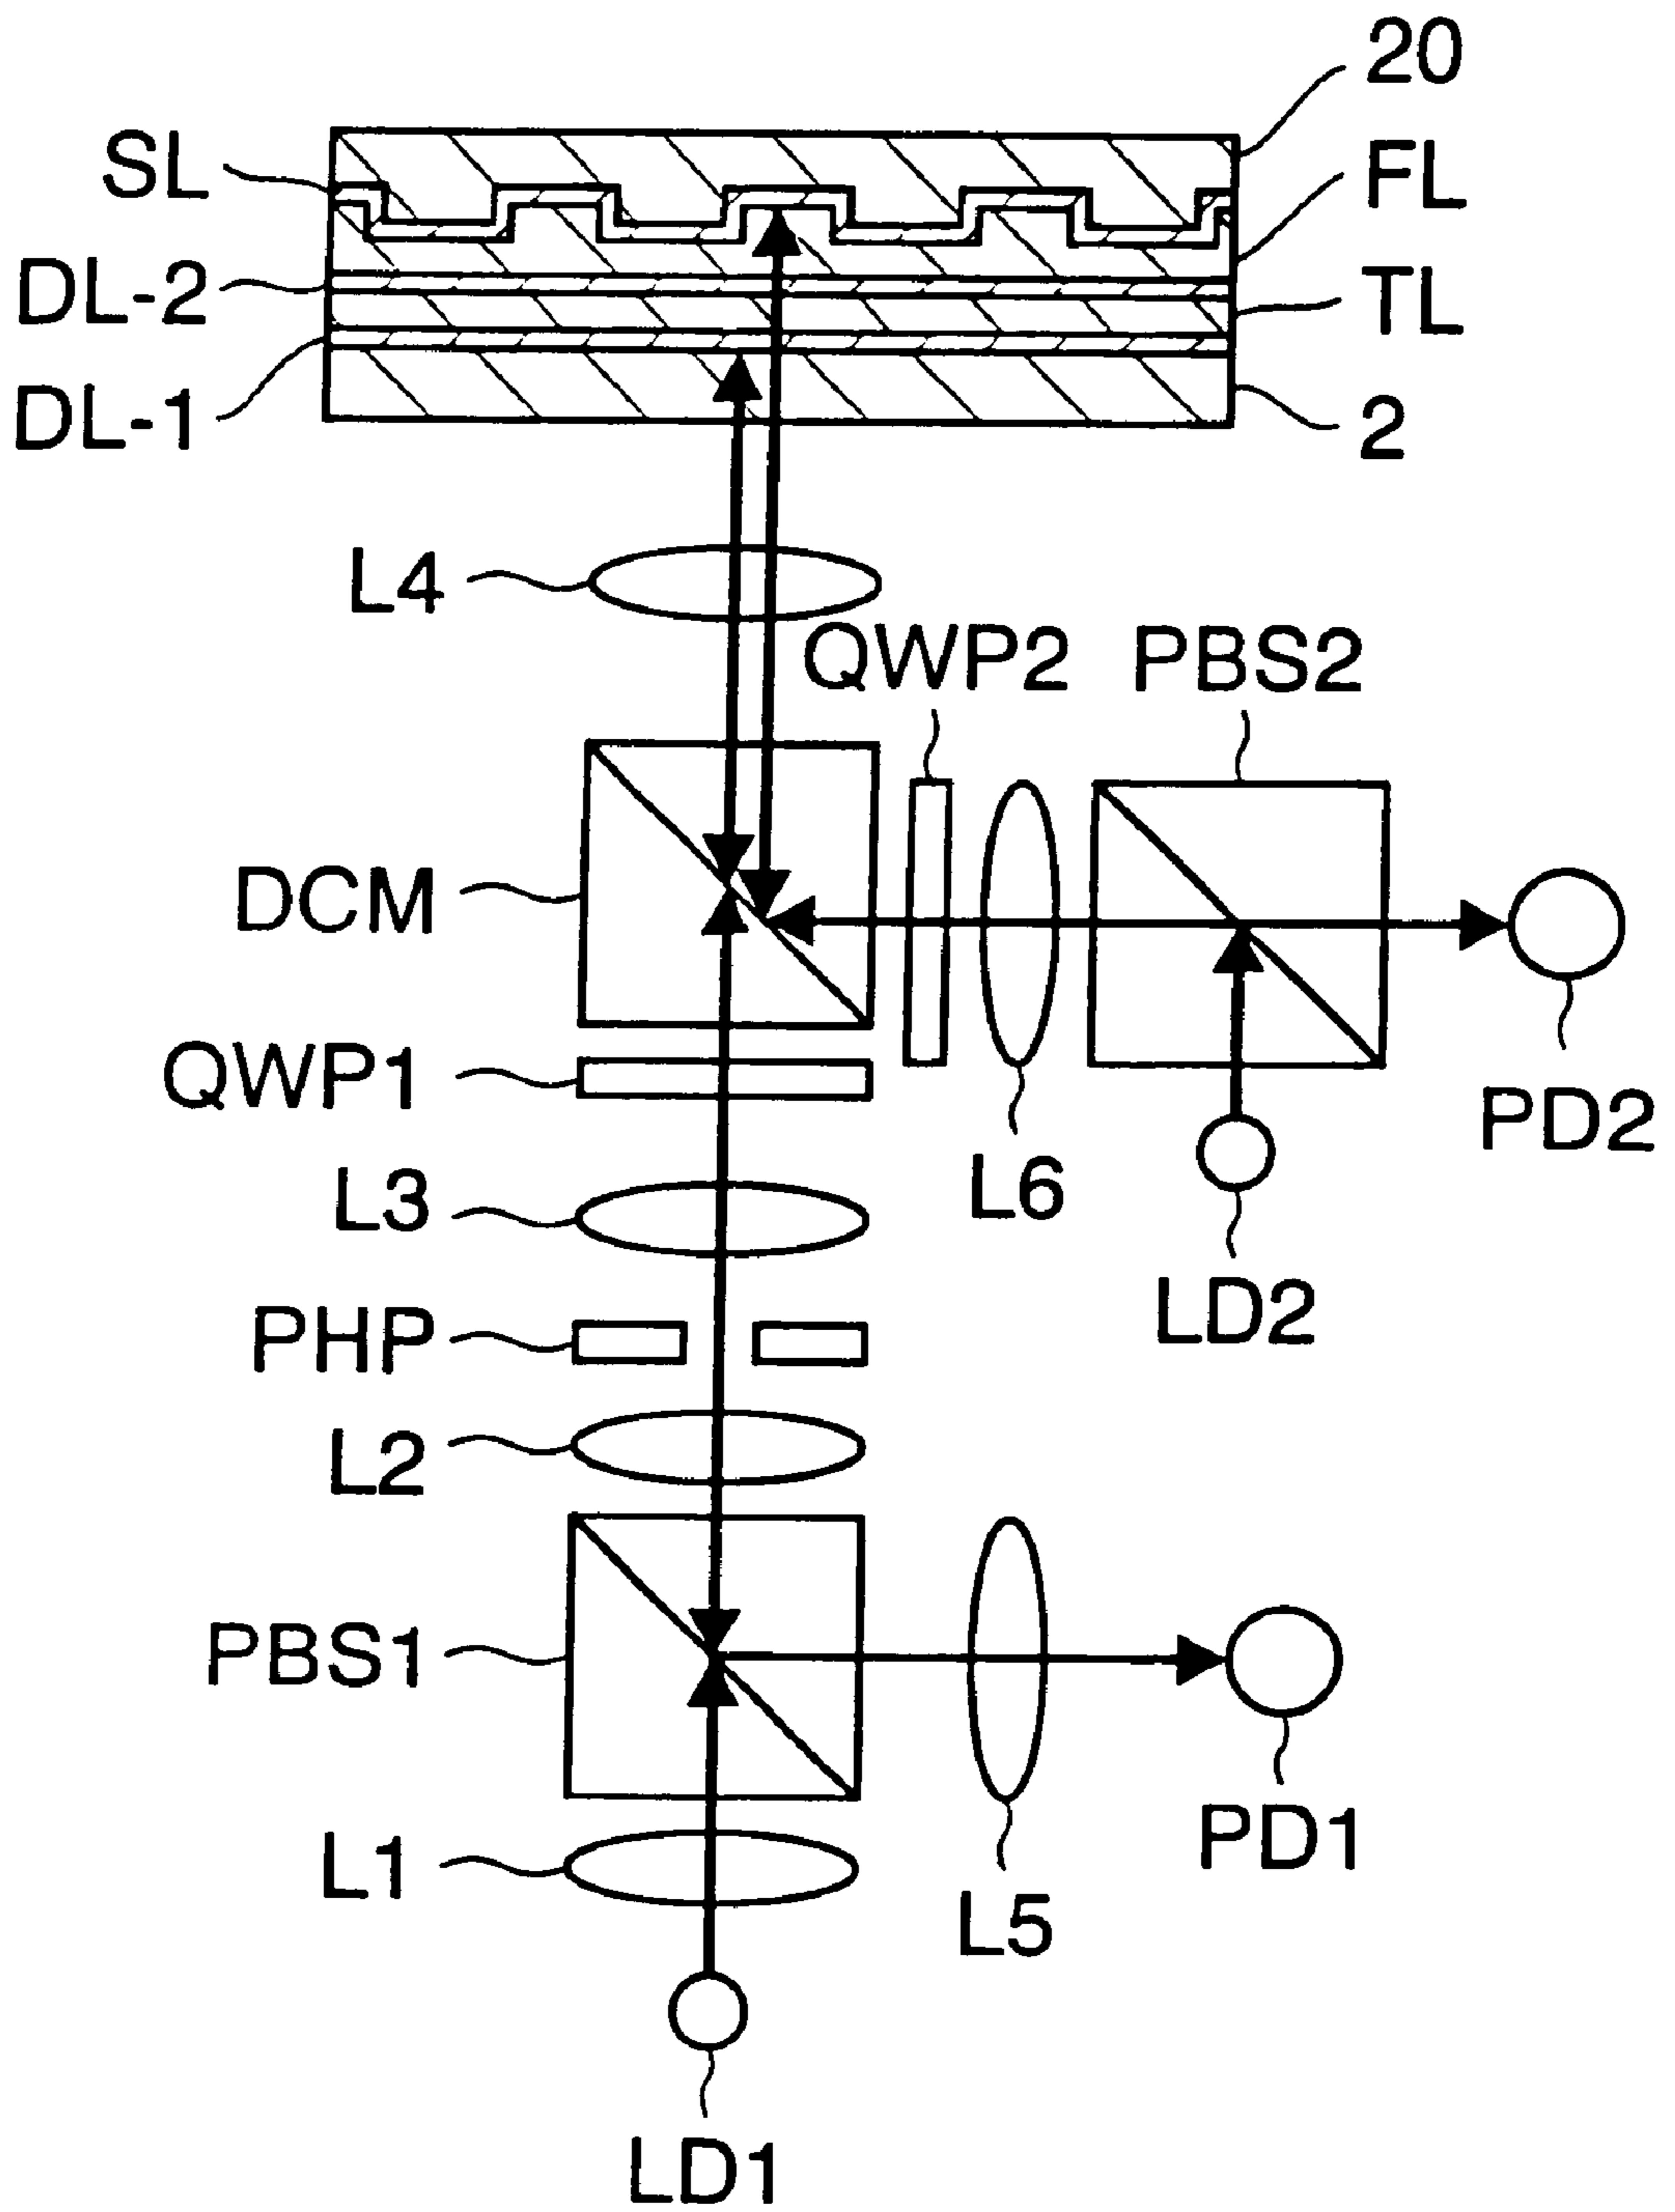 20
SL
FL
DL-2
TL
DL-1
2
L4
QWP2
PBS2
DCM
QWP1
PD2
L3
L6
LD2
PHP
L2
PBS1
PD1
L1
L5
LD1